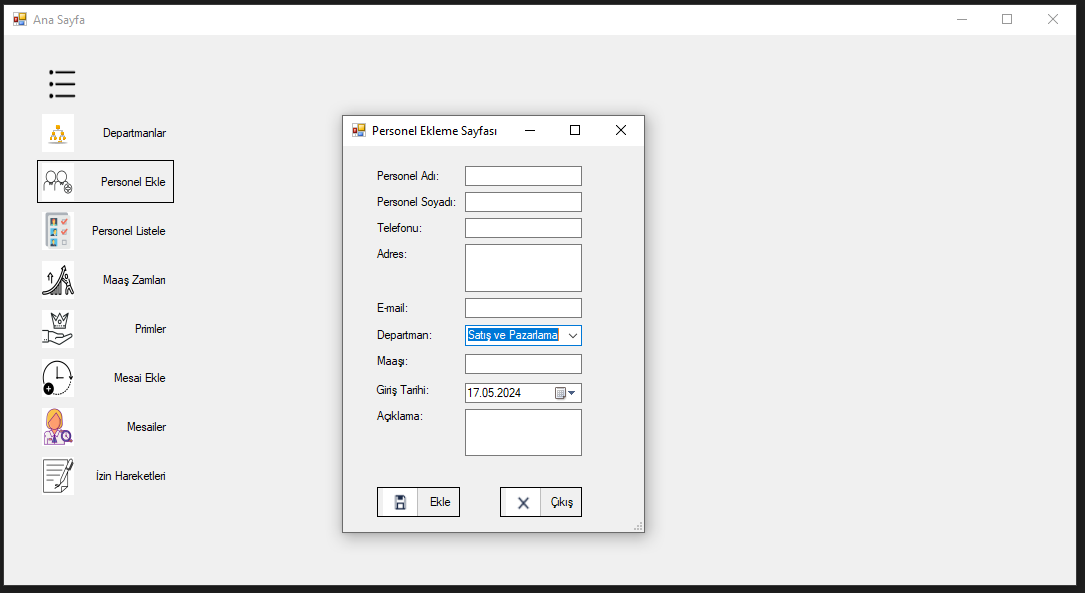 Ana Sayfa
Departmanlar
Personel Ekle
Personel Listele
Maaş Zamları
Primler
Mesai Ekle
Mesailer
İzin Hareketleri
Personel Ekleme Sayfası
Personel Adı:
Personel Soyadı:
Telefonu:
Adres:
E-mail:
Departman: Satış ve Pazarlama
Maaşı:
Giriş Tarihi: 17.05.2024
Açıklama:
Ekle
Çıkış